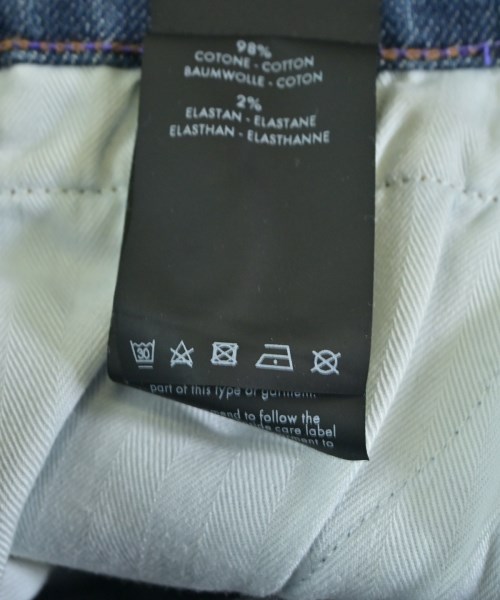 98%
COTONE - COTTON
BAUMWOLLE - COTON
2%
ELASTAN - ELASTANE
ELASTHAN - ELASTHANNE
30
part of this type of garment.
to follow the
care label
to